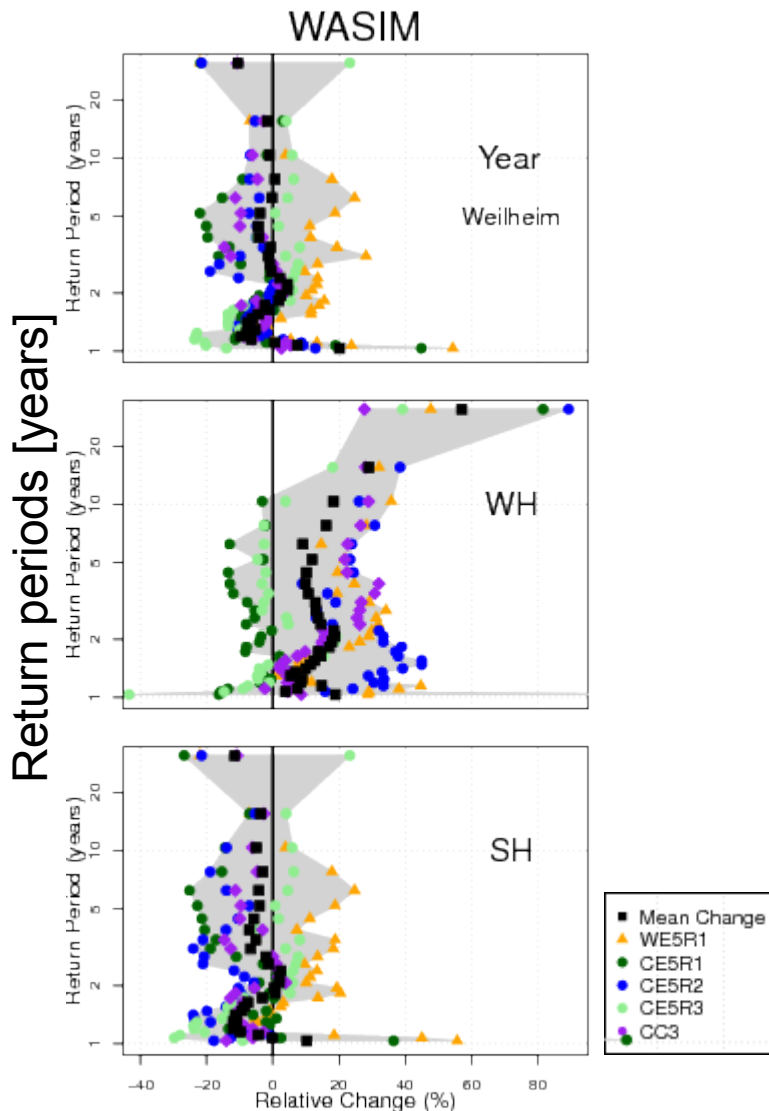 WASIM
Return periods [years]
Return Period (years)
20
10
5
2
1
Year
Weilheim
Return Period (years)
20
10
5
2
1
WH
Return Period (years)
20
10
5
2
1
SH
−40
−20
0
20
40
60
80
Relative Change (%)
Mean Change
WE5R1
CE5R1
CE5R2
CE5R3
CC3